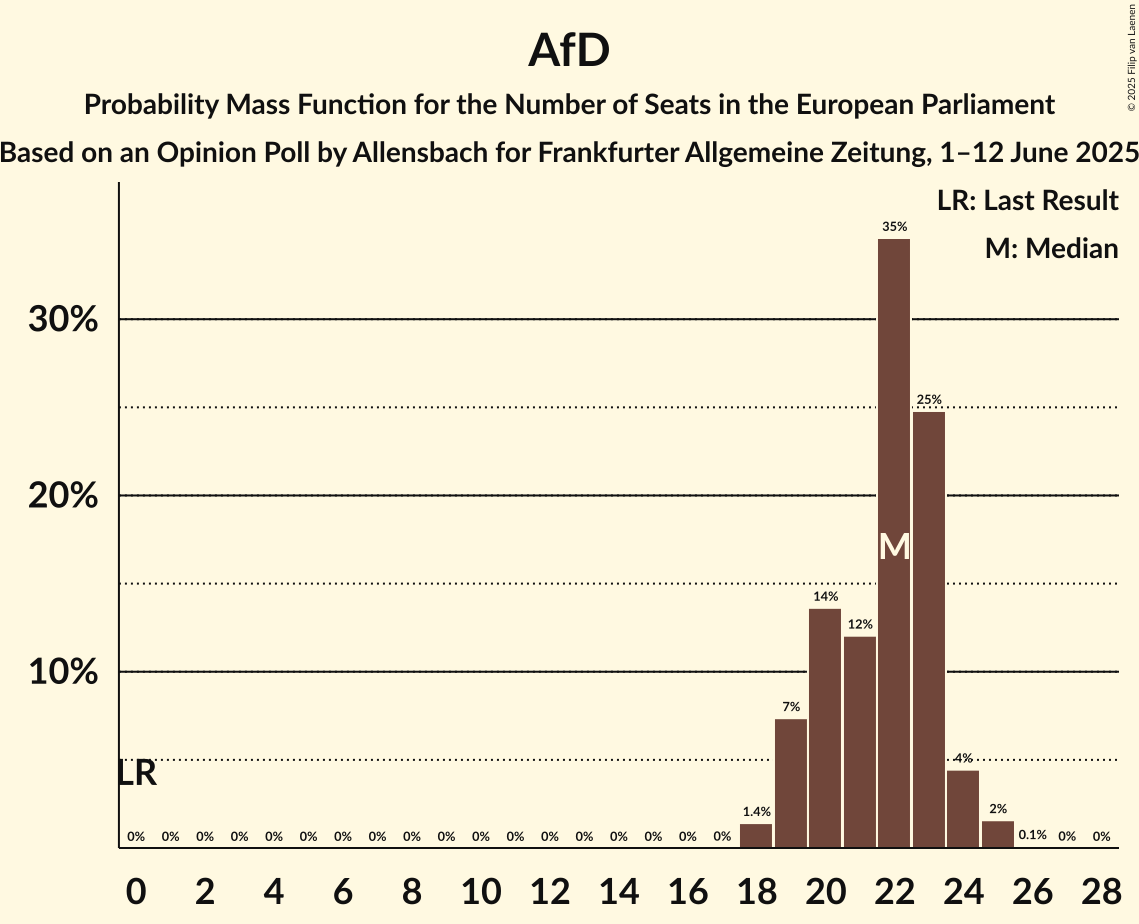 AfD
Probability Mass Function for the Number of Seats in the European Parliament
Based on an Opinion Poll by Allensbach for Frankfurter Allgemeine Zeitung, 1–12 June 2025
© 2025 Filip van Laenen
LR: Last Result
M: Median
30%
20%
10%
35%
25%
M
14%
12%
7%
LR
4%
1.4%
2%
0% 0% 0% 0% 0% 0% 0% 0% 0% 0% 0% 0% 0% 0% 0% 0% 0% 0% 0.1% 0% 0%
0 2 4 6 8 10 12 14 16 18 20 22 24 26 28